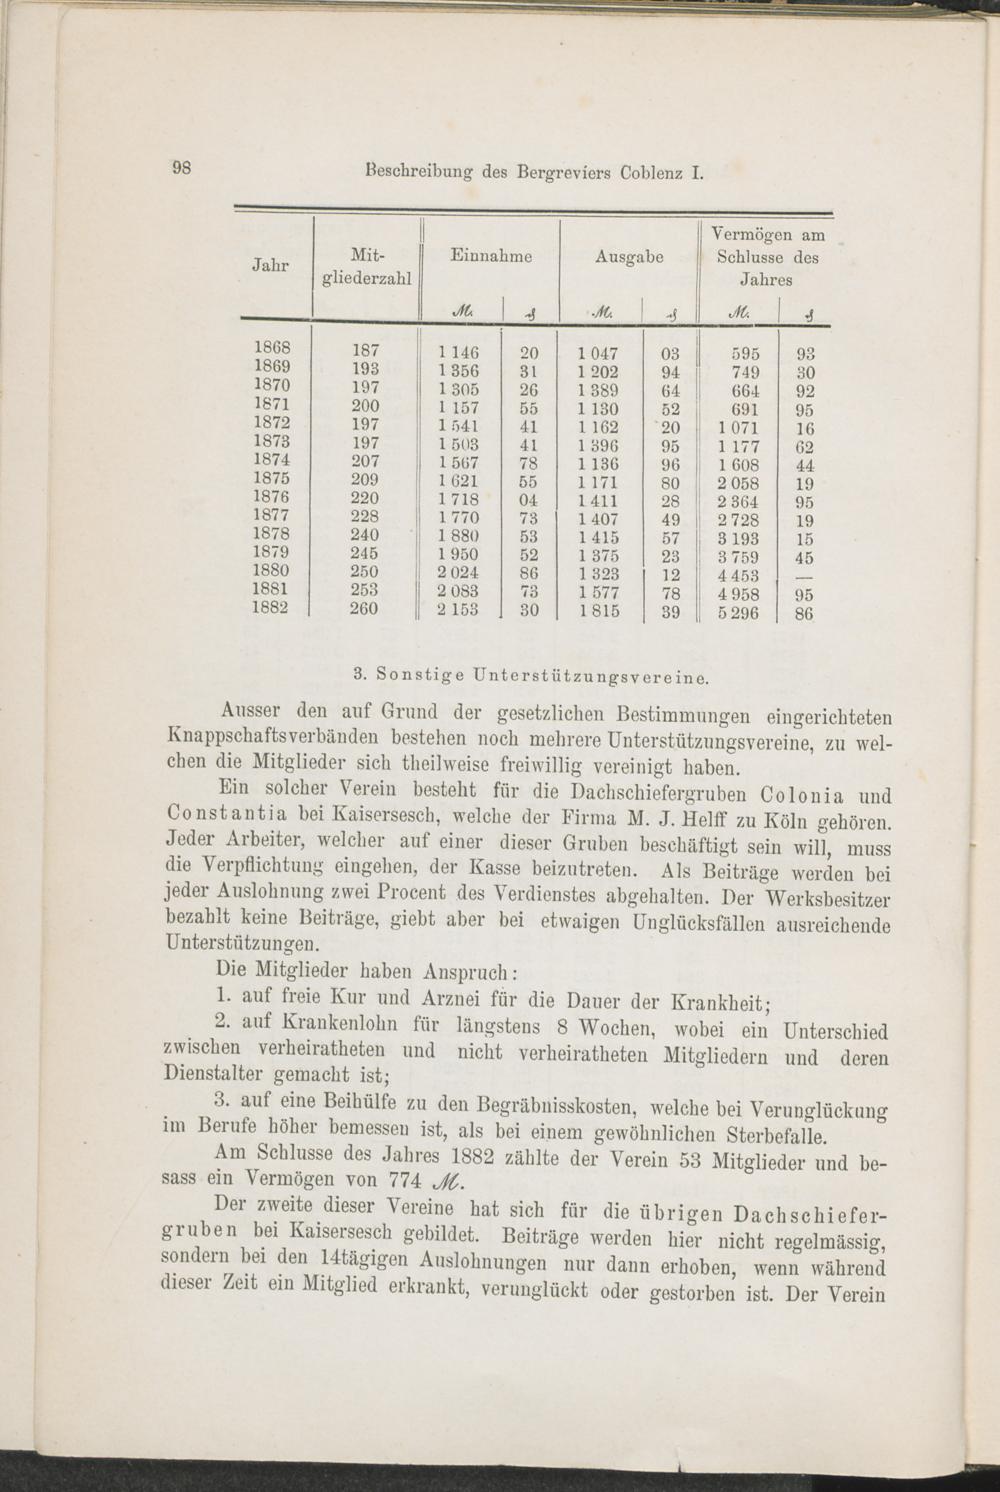 98 Beschreibung des Bergreviers Coblenz I.
Jahr Mit- Einnahme Ausgabe Vermögen am
gliederzahl Schlusse des
Jahres
ℳ ₰ ℳ ₰ ℳ ₰
1868 187 1 146 20 1 047 03 595 93
1869 193 1 356 31 1 202 94 749 30
1870 197 1 305 26 1 389 64 664 92
1871 200 1 157 55 1 130 52 691 95
1872 197 1 541 41 1 162 20 1 071 16
1873 197 1 503 41 1 396 95 1 177 62
1874 207 1 567 78 1 136 96 1 608 44
1875 209 1 621 55 1 171 80 2 058 19
1876 220 1 718 04 1 411 28 2 364 95
1877 228 1 770 73 1 407 49 2 728 19
1878 240 1 880 53 1 415 57 3 193 15
1879 245 1 950 52 1 375 23 3 759 45
1880 250 2 024 86 1 323 12 4 453 —
1881 253 2 083 73 1 577 78 4 958 95
1882 260 2 153 30 1 815 39 5 296 86
3. Sonstige Unterstützungsvereine.
Ausser den auf Grund der gesetzlichen Bestimmungen eingerichteten
Knappschaftsverbänden bestehen noch mehrere Unterstützungsvereine, zu wel-
chen die Mitglieder sich theilweise freiwillig vereinigt haben.
Ein solcher Verein besteht für die Dachschiefergruben Colonia und
Constantia bei Kaisersesch, welche der Firma M. J. Helff zu Köln gehören.
Jeder Arbeiter, welcher auf einer dieser Gruben beschäftigt sein will, muss
die Verpflichtung eingehen, der Kasse beizutreten. Als Beiträge werden bei
jeder Auslohnung zwei Procent des Verdienstes abgehalten. Der Werksbesitzer
bezahlt keine Beiträge, giebt aber bei etwaigen Unglücksfällen ausreichende
Unterstützungen.
Die Mitglieder haben Anspruch:
1. auf freie Kur und Arznei für die Dauer der Krankheit;
2. auf Krankenlohn für längstens 8 Wochen, wobei ein Unterschied
zwischen verheiratheten und nicht verheiratheten Mitgliedern und deren
Dienstalter gemacht ist;
3. auf eine Beihülfe zu den Begräbnisskosten, welche bei Verunglückung
im Berufe höher bemessen ist, als bei einem gewöhnlichen Sterbefalle.
Am Schlusse des Jahres 1882 zählte der Verein 53 Mitglieder und be-
sass ein Vermögen von 774 ℳ.
Der zweite dieser Vereine hat sich für die übrigen Dachschiefer-
gruben bei Kaisersesch gebildet. Beiträge werden hier nicht regelmässig,
sondern bei den 14tägigen Auslohnungen nur dann erhoben, wenn während
dieser Zeit ein Mitglied erkrankt, verunglückt oder gestorben ist. Der Verein